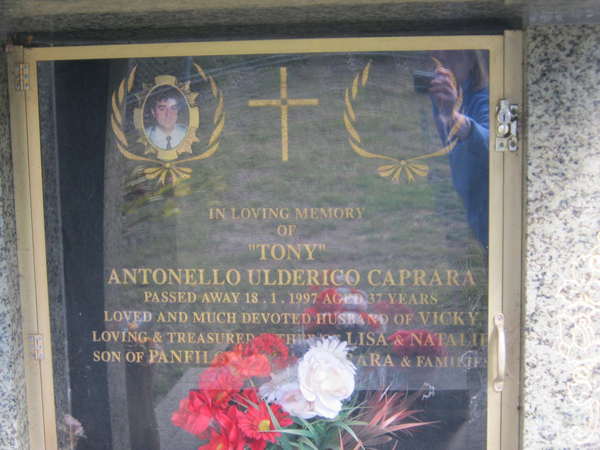 IN LOVING MEMORY
OF
"TONY"
ANTONELLO ULDERICO CAPRARA
PASSED AWAY 18.1.1997 AGED 37 YEARS
LOVED AND MUCH DEVOTED HUSBAND OF VICKY
LOVING & TREASURED LISA & NATALIE
SON OF PANFILO & FAMILIES